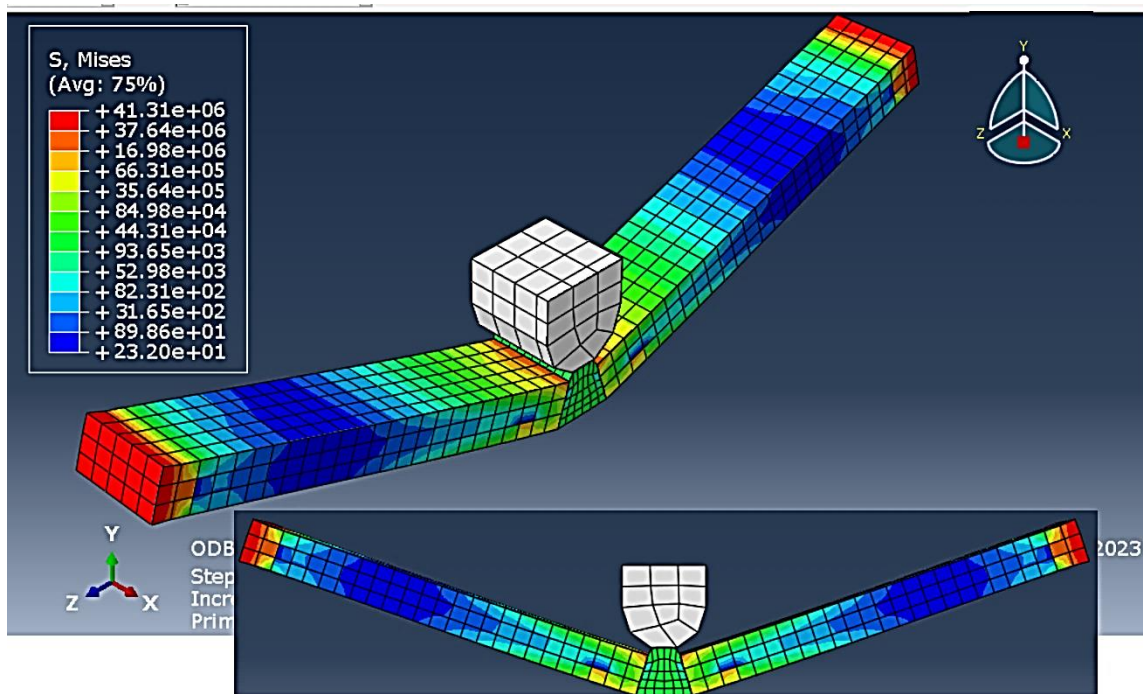 S, Mises
(Avg: 75%)
+41.31e+06
+37.64e+06
+16.98e+06
+66.31e+05
+35.64e+05
+84.98e+04
+44.31e+04
+93.65e+03
+52.98e+03
+82.31e+02
+31.65e+02
+89.86e+01
+23.20e+01
Y
Z X
Y
Z X
ODB
2023
Step
Incre
Prim